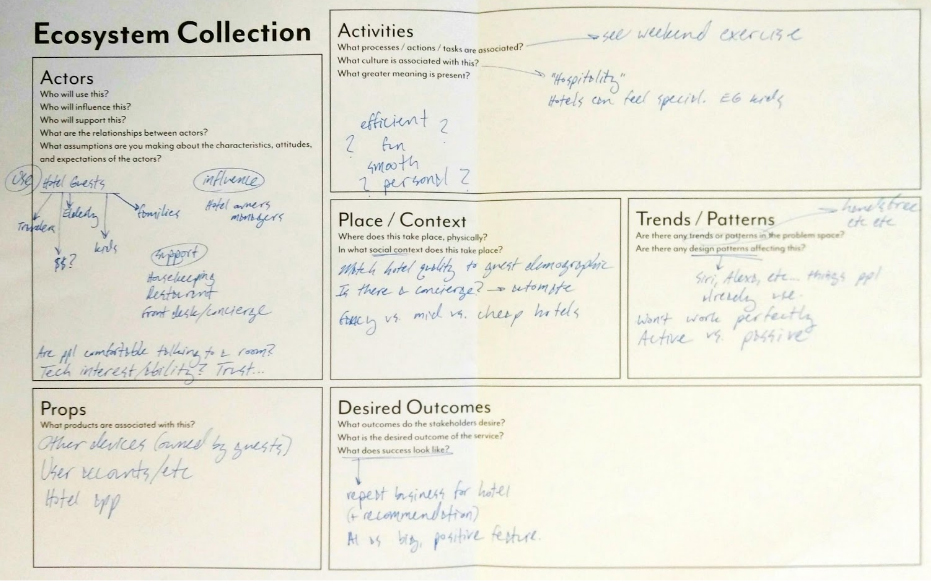 Ecosystem Collection
Actors
Who will use this?
Who will influence this?
Who will support this?
What are the relationships between actors?
What assumptions are you making about the characteristics, attitudes,
and expectations of the actors?
use
Hotel Guests
Travelers
Elderly
families
$$?
kids
influence
Hotel owners
managers
support
Housekeeping
Restaurant
Front desk/concierge
Are ppl comfortable talking to a room?
Tech interest/ability? Trust...
Activities
What processes / actions / tasks are associated?
see weekend exercise
What culture is associated with this?
What greater meaning is present?
"Hospitality"
Hotels can feel special. EG kids
efficient ?
? fun
smooth
? personal ?
Place / Context
Where does this take place, physically?
In what social context does this take place?
Match hotel quality to guest demographic
Is there a concierge? → automate
Fancy vs. mid vs. cheap hotels
Trends / Patterns
etc etc
Are there any trends or patterns in the problem space?
Are there any design patterns affecting this?
Siri, Alexa, etc... things ppl
already use.
Won't work perfectly
Active vs. passive
Props
What products are associated with this?
Other devices (owned by guests)
User accounts/etc
Hotel app
Desired Outcomes
What outcomes do the stakeholders desire?
What is the desired outcome of the service?
What does success look like?
repeat business for hotel
(+ recommendation)
AI as big, positive feature.